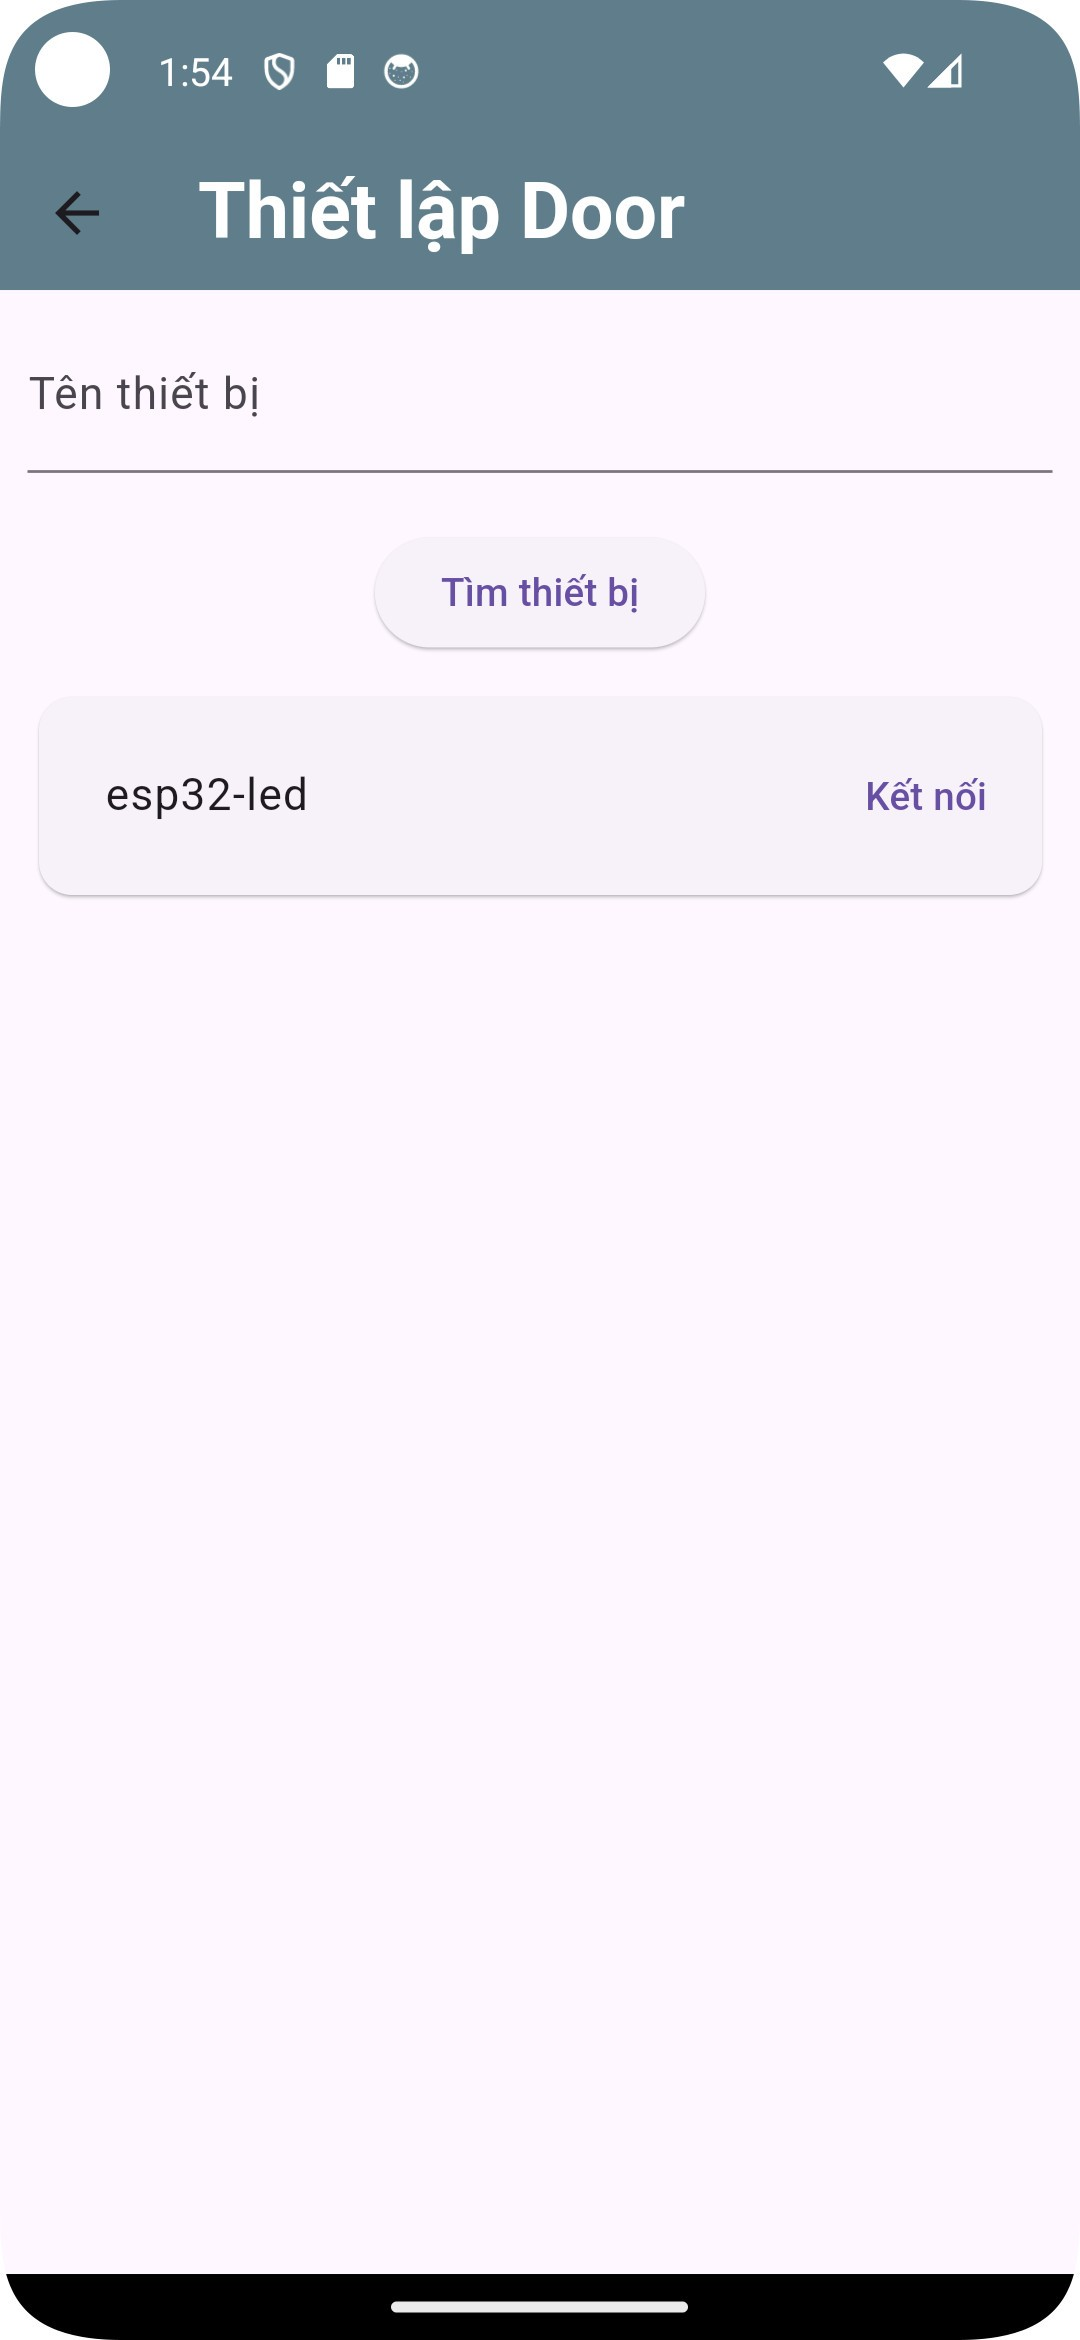 1:54
Thiết lập Door
Tên thiết bị
Tìm thiết bị
esp32-led
Kết nối